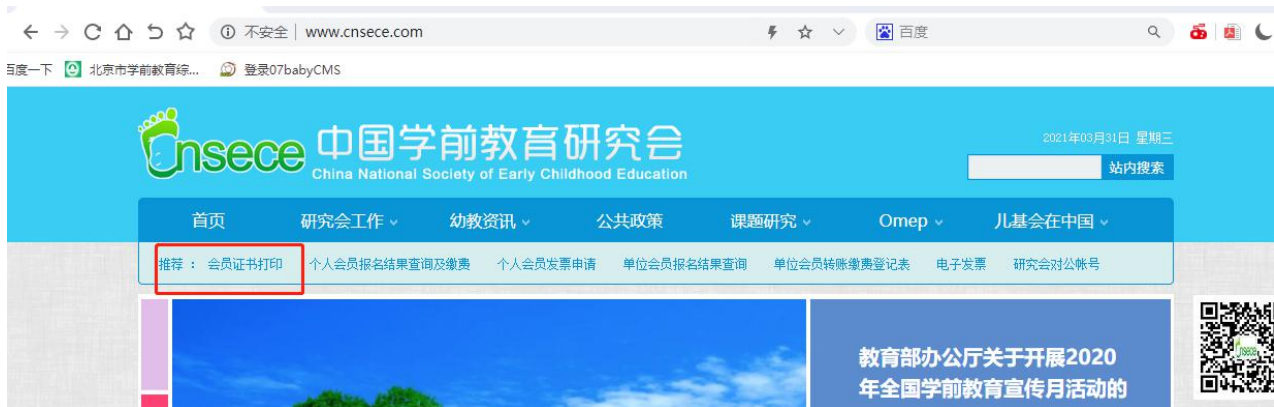 不安全 | www.cnsece.com
百度
百度一下 北京市学前教育综... 登录07babyCMS
Cnsece 中国学前教育研究会
China National Society of Early Childhood Education
2021年03月31日 星期三
站内搜索
首页 研究会工作 幼教资讯 公共政策 课题研究 Omep 儿基会在中国
推荐 : 会员证书打印 个人会员报名结果查询及缴费 个人会员发票申请 单位会员报名结果查询 单位会员转账缴费登记表 电子发票 研究会对公帐号
教育部办公厅关于开展2020
年全国学前教育宣传月活动的